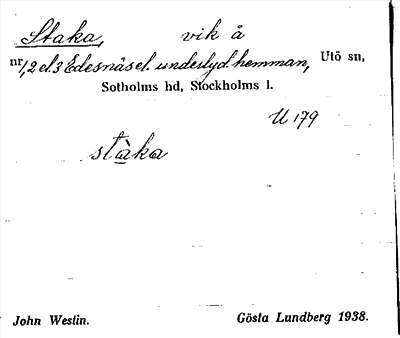 Staka, vik å
nr 1, 2 el. 3 Edesnäs el. underlyd. hemman, Utö sn,
Sotholms hd, Stockholms l.
U 179
stàka
John Westin. Gösta Lundberg 1938.